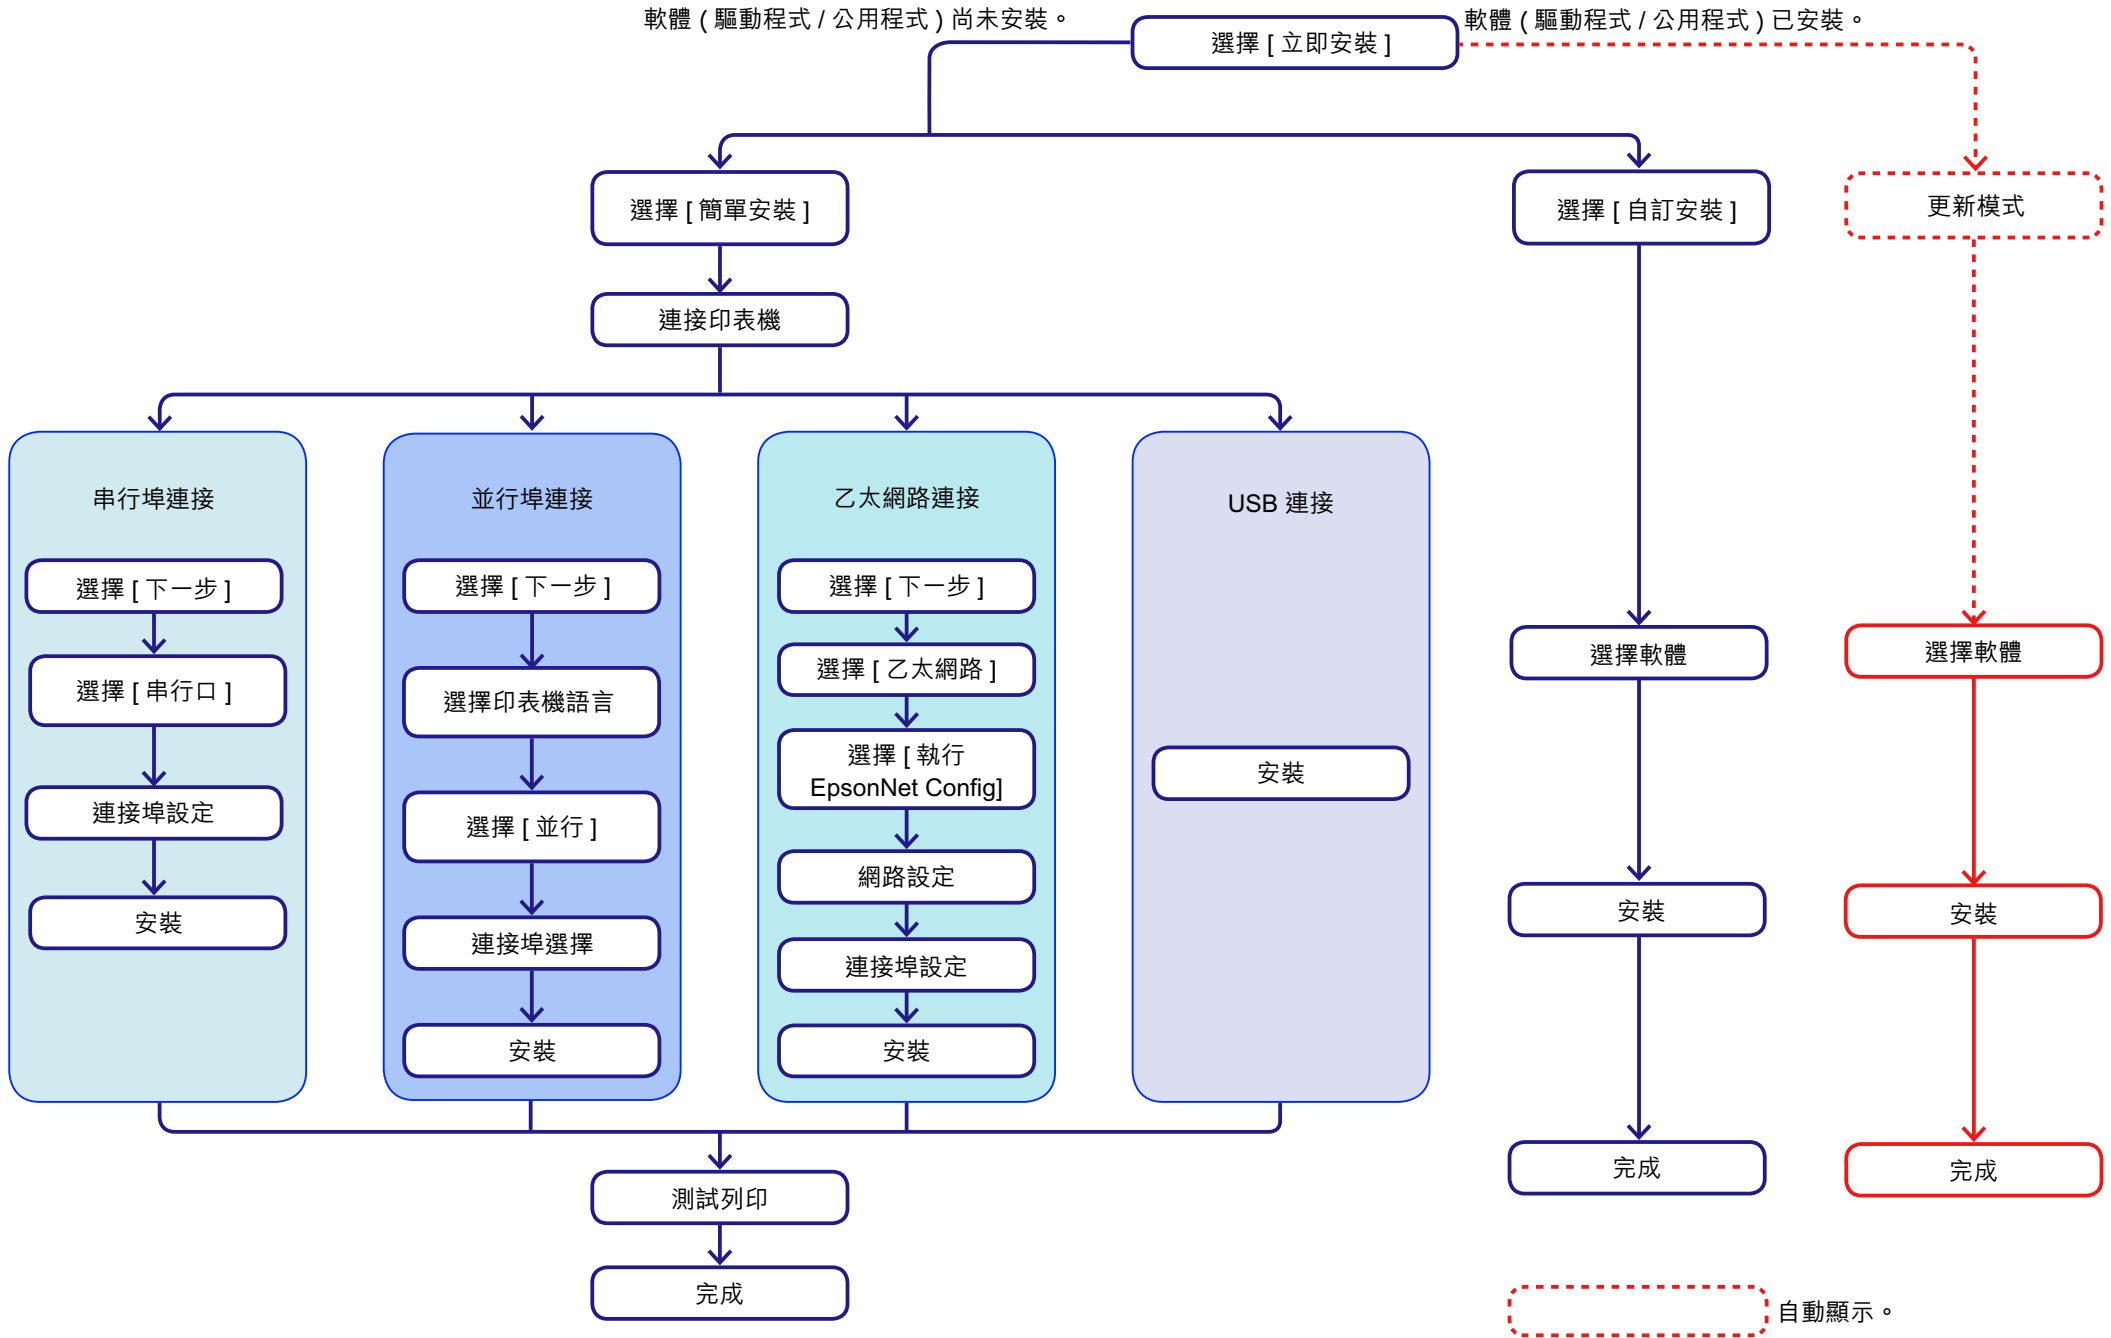 軟體 ( 驅動程式 / 公用程式 ) 尚未安裝。
選擇 [ 立即安裝 ]
軟體 ( 驅動程式 / 公用程式 ) 已安裝。
選擇 [ 簡單安裝 ]
選擇 [ 自訂安裝 ]
更新模式
連接印表機
串行埠連接
選擇 [ 下一步 ]
選擇 [ 串行口 ]
連接埠設定
安裝
並行埠連接
選擇 [ 下一步 ]
選擇印表機語言
選擇 [ 並行 ]
連接埠選擇
安裝
乙太網路連接
選擇 [ 下一步 ]
選擇 [ 乙太網路 ]
選擇 [ 執行
EpsonNet Config]
網路設定
連接埠設定
安裝
USB 連接
安裝
選擇軟體
安裝
完成
選擇軟體
安裝
完成
測試列印
完成
自動顯示。